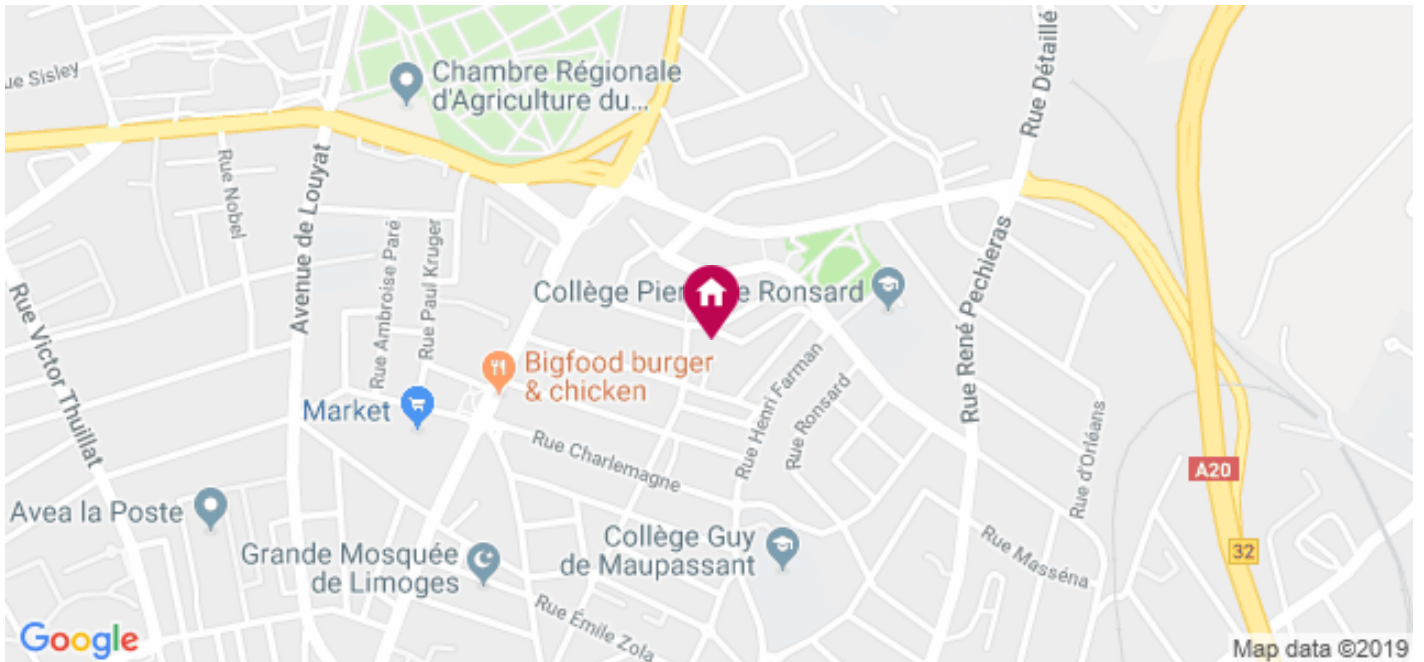 ue Sisley
Chambre Régionale
d'Agriculture du...
Rue Détaillé
Rue Nobel
Avenue de Louyat
Rue Ambroise Paré
Rue Paul Kruger
Rue Victor Thuillat
Collège Pier e Ronsard
Rue René Pechieras
Bigfood burger
& chicken
Market
Rue Henri Farman
Rue Ronsard
Rue d'Orléans
Rue Charlemagne
A20
Avea la Poste
Grande Mosquée
de Limoges
Collège Guy
de Maupassant
Rue Masséna
32
Rue Émile Zola
Google
Map data ©2019